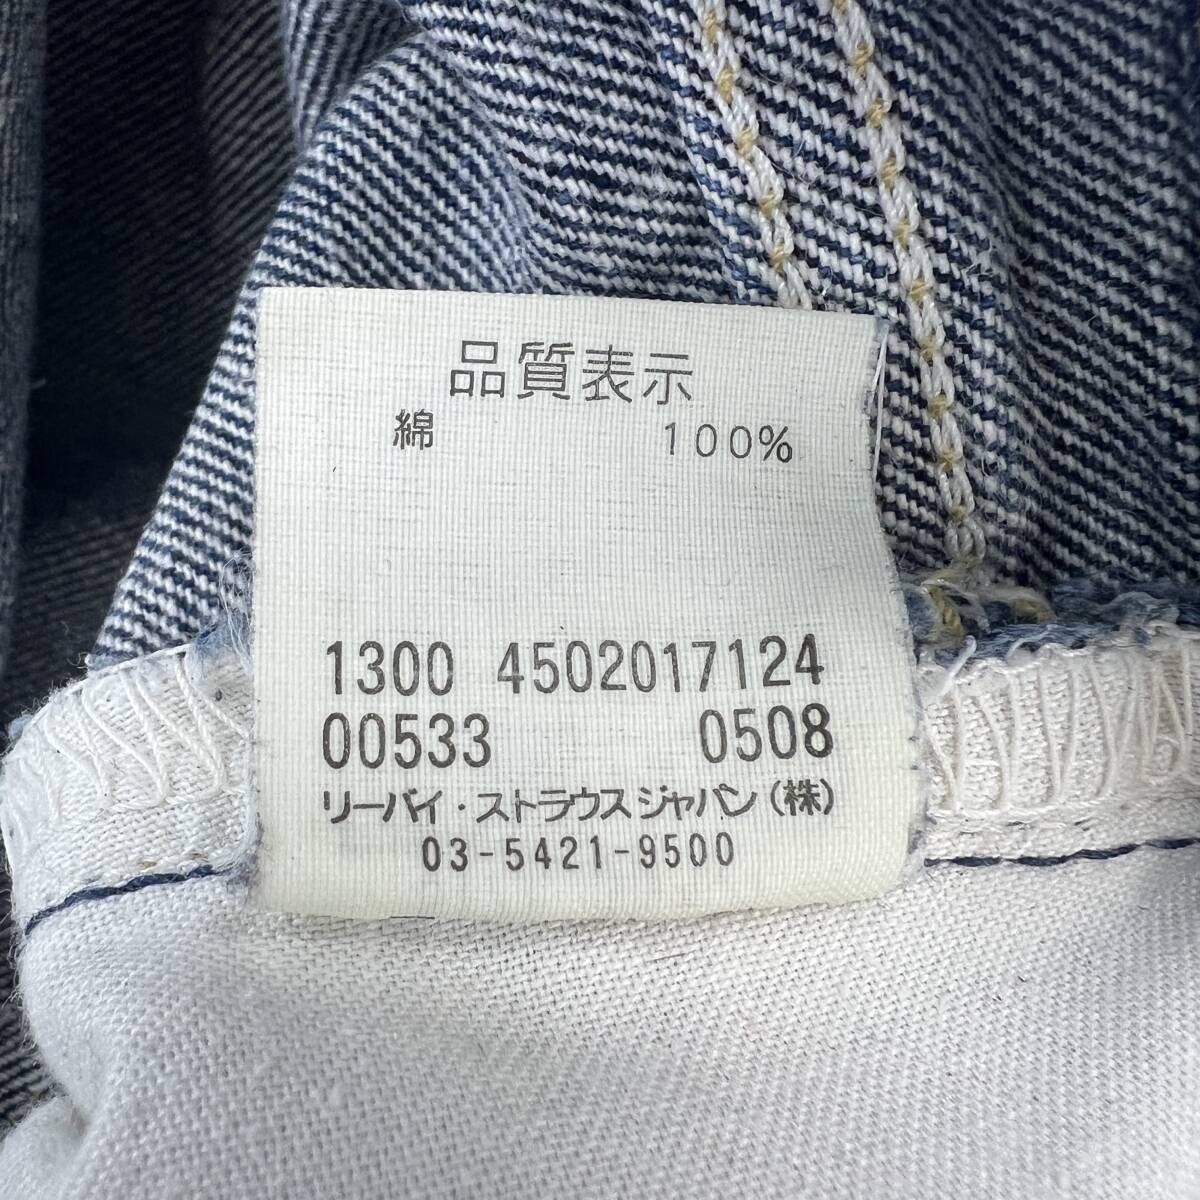 品質表示
綿 100%
1300 4502017124
00533 0508
リーバイ・ストラウスジャパン(株)
03-5421-9500